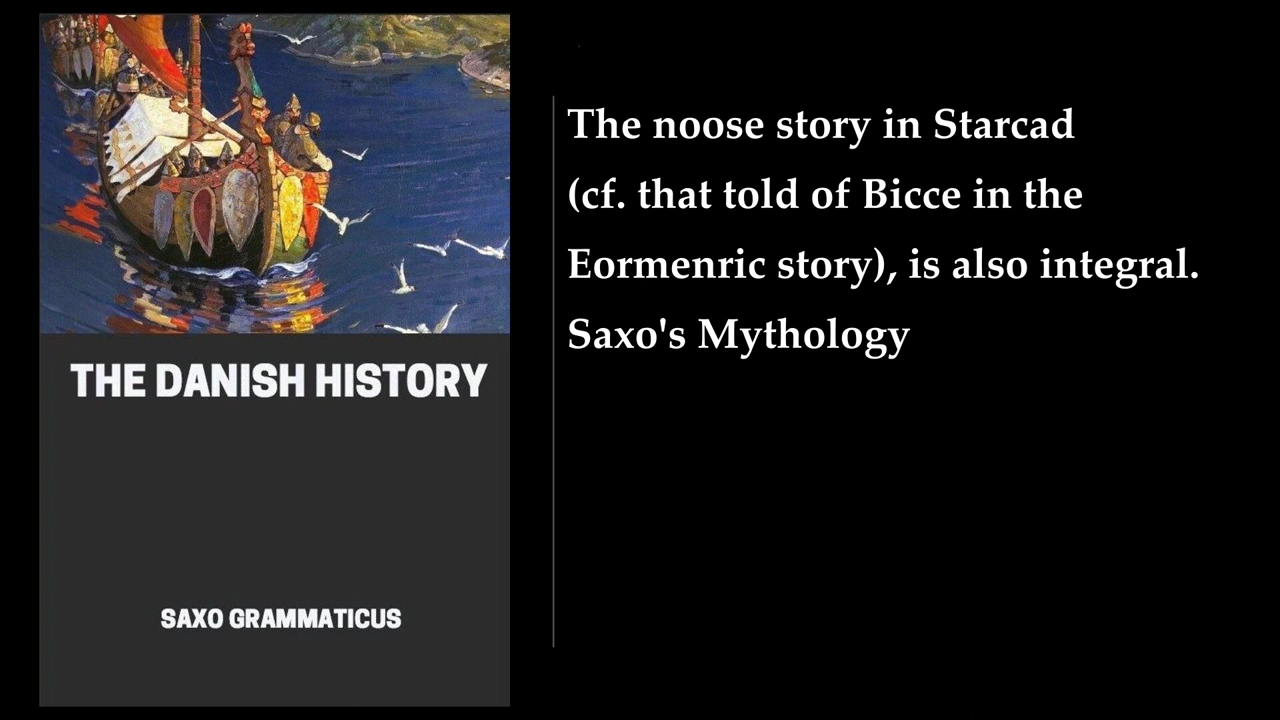 THE DANISH HISTORY
SAXO GRAMMATICUS
The noose story in Starcad
(cf. that told of Bicce in the
Eormenric story), is also integral.
Saxo's Mythology